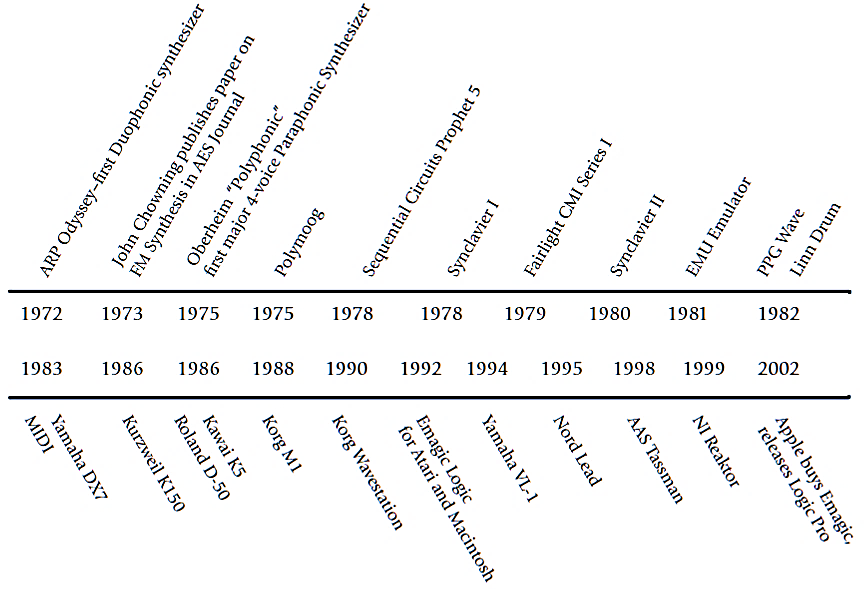 ARP Odyssey–first Duophonic synthesizer
John Chowning publishes paper on
FM Synthesis in AES Journal
Oberheim "Polyphonic"
first major 4-voice Paraphonic Synthesizer
Polymoog
Sequential Circuits Prophet 5
Synclavier I
Fairlight CMI Series I
Synclavier II
EMU Emulator
PPG Wave
Linn Drum
1972 1973 1975 1975 1978 1978 1979 1980 1981 1982
1983 1986 1986 1988 1990 1992 1994 1995 1998 1999 2002
MIDI
Yamaha DX7
Kurzweil K150
Roland D-50
Kawai K5
Korg M1
Korg Wavestation
Emagic Logic
for Atari and Macintosh
Yamaha VL-1
Nord Lead
AAS Tassman
NI Reaktor
Apple buys Emagic,
releases Logic Pro